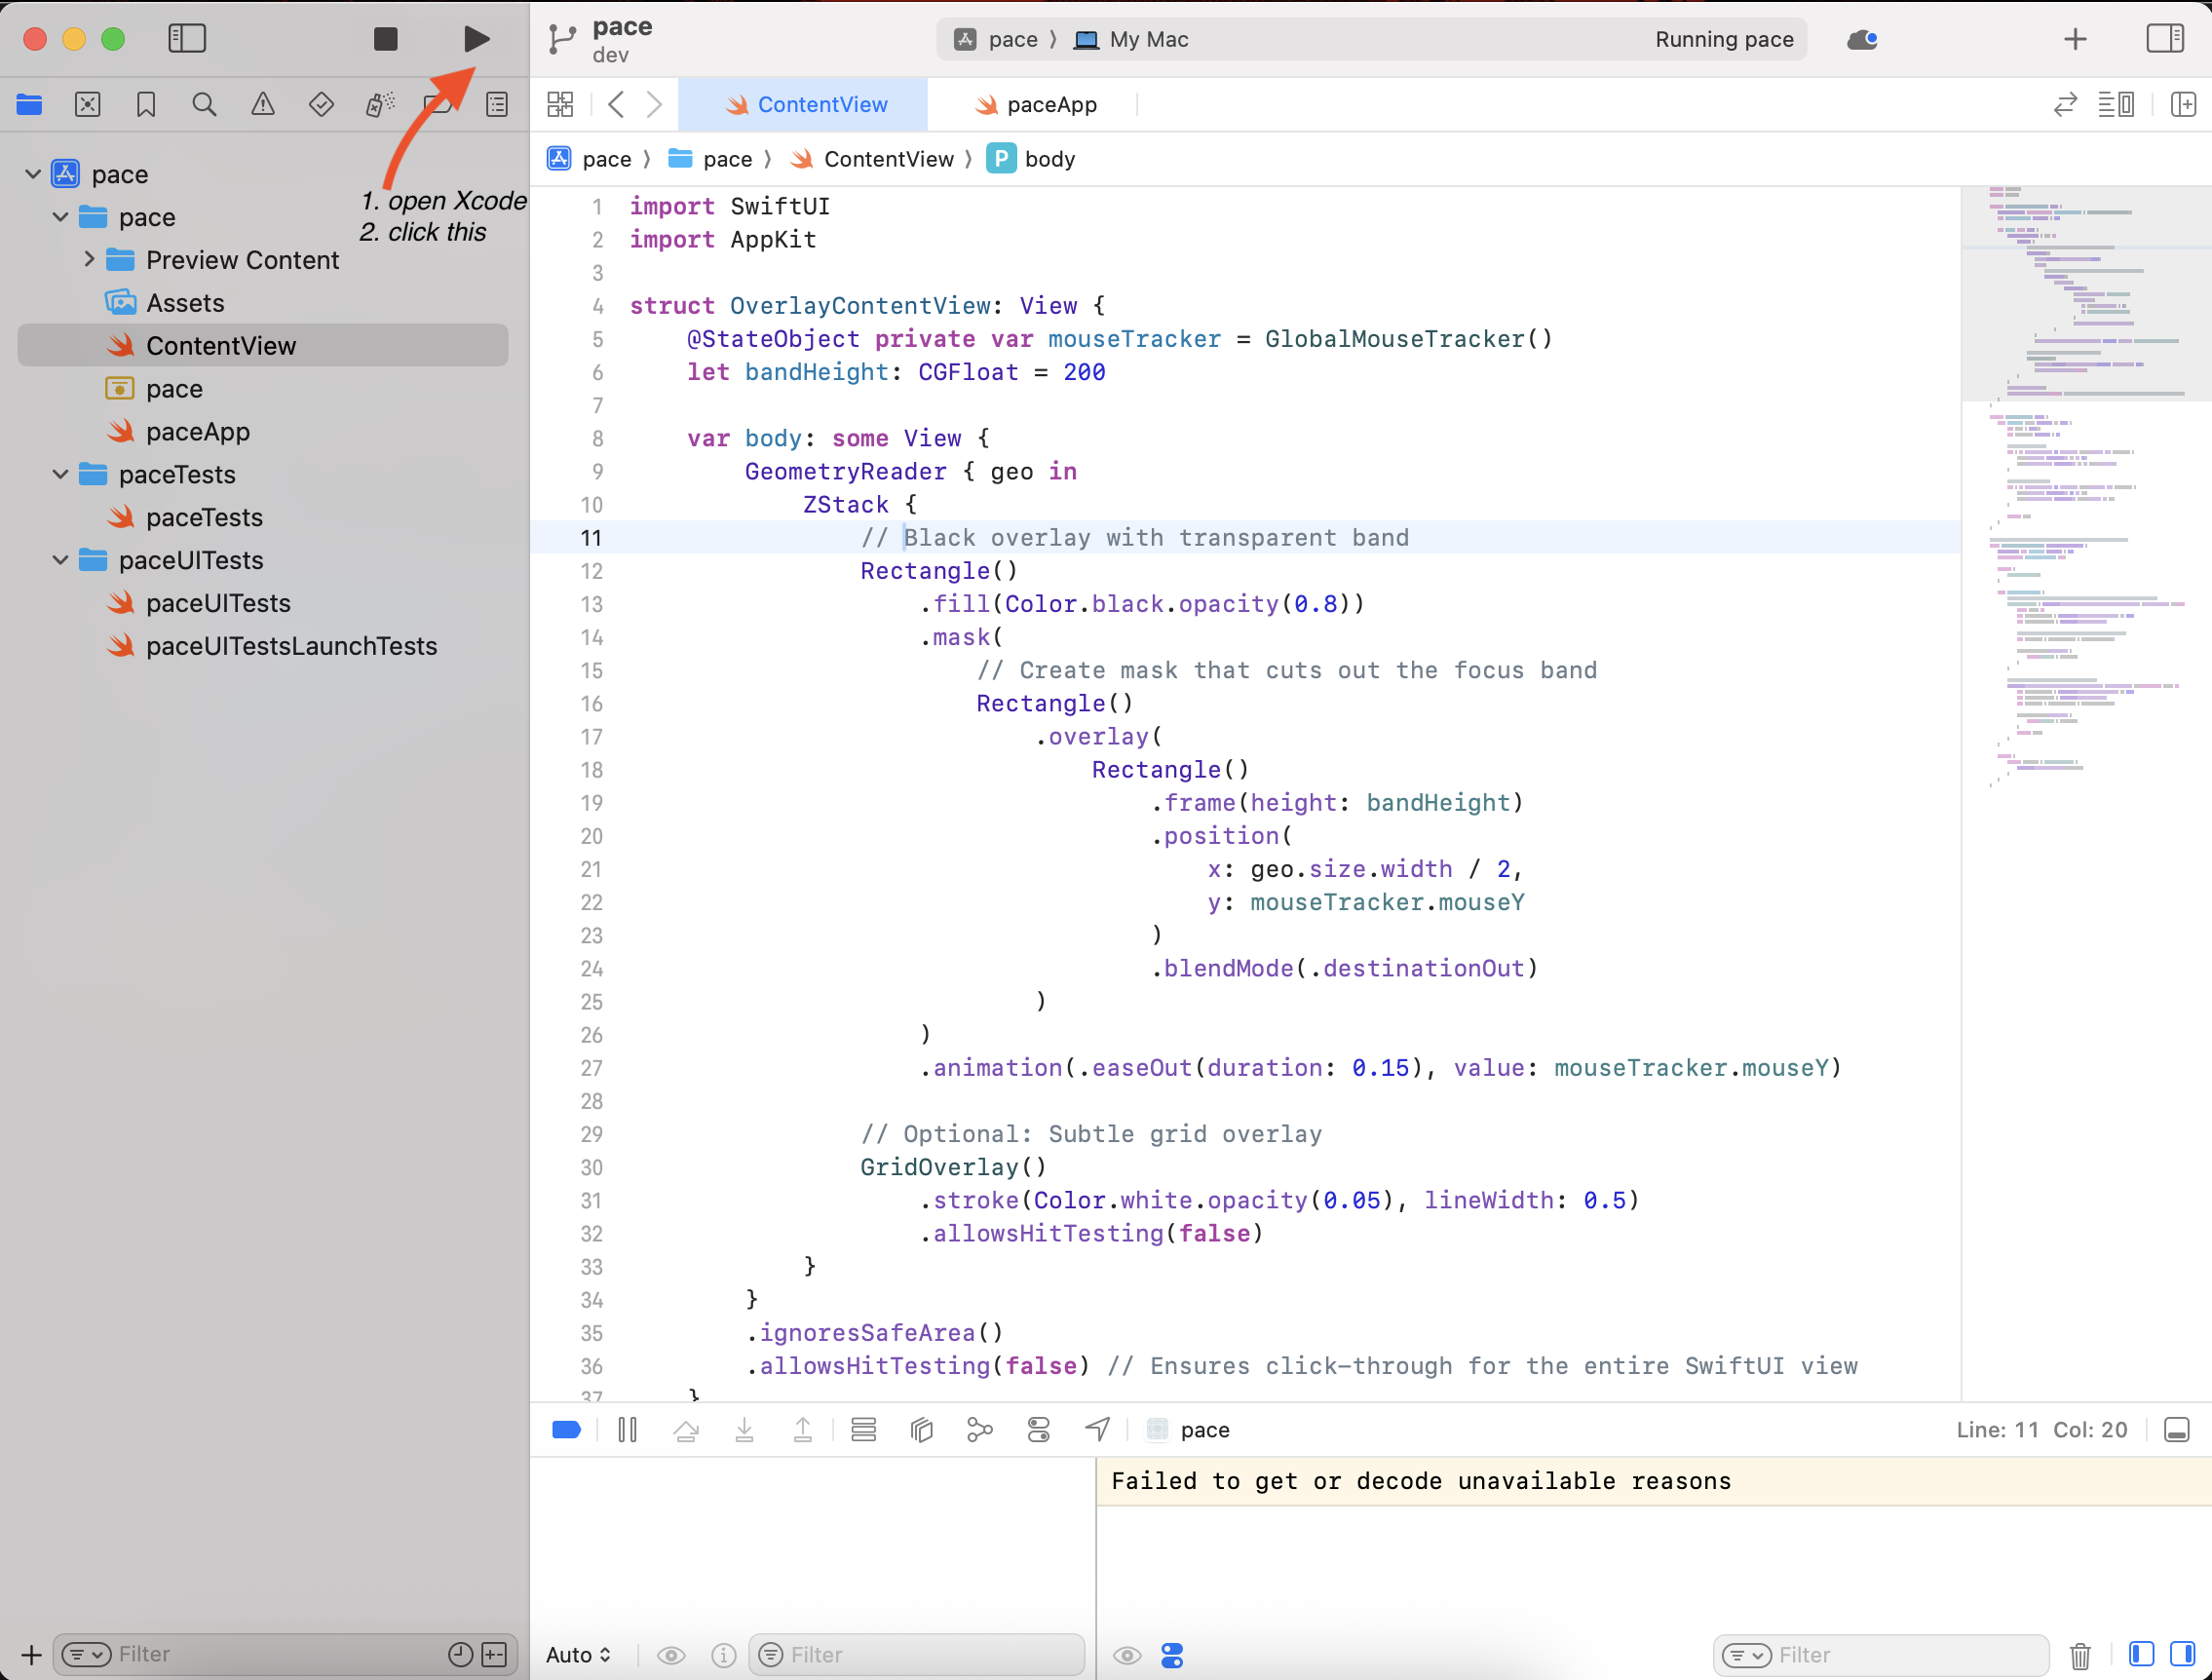 pace
dev
pace 〉 My Mac
Running pace
ContentView
paceApp
pace 〉 pace 〉 ContentView 〉 P body
1. open Xcode
2. click this
pace
pace
Preview Content
Assets
ContentView
pace
paceApp
paceTests
paceTests
paceUITests
paceUITests
paceUITestsLaunchTests
Filter
1 import SwiftUI
2 import AppKit
3
4 struct OverlayContentView: View {
5     @StateObject private var mouseTracker = GlobalMouseTracker()
6     let bandHeight: CGFloat = 200
7
8     var body: some View {
9         GeometryReader { geo in
10             ZStack {
11                 // Black overlay with transparent band
12                 Rectangle()
13                     .fill(Color.black.opacity(0.8))
14                     .mask(
15                         // Create mask that cuts out the focus band
16                         Rectangle()
17                             .overlay(
18                                 Rectangle()
19                                     .frame(height: bandHeight)
20                                     .position(
21                                         x: geo.size.width / 2,
22                                         y: mouseTracker.mouseY
23                                     )
24                                     .blendMode(.destinationOut)
25                             )
26                     )
27                     .animation(.easeOut(duration: 0.15), value: mouseTracker.mouseY)
28
29                 // Optional: Subtle grid overlay
30                 GridOverlay()
31                     .stroke(Color.white.opacity(0.05), lineWidth: 0.5)
32                     .allowsHitTesting(false)
33             }
34         }
35         .ignoresSafeArea()
36         .allowsHitTesting(false) // Ensures click-through for the entire SwiftUI view
37     }
pace
Line: 11 Col: 20
Failed to get or decode unavailable reasons
Auto
Filter
Filter